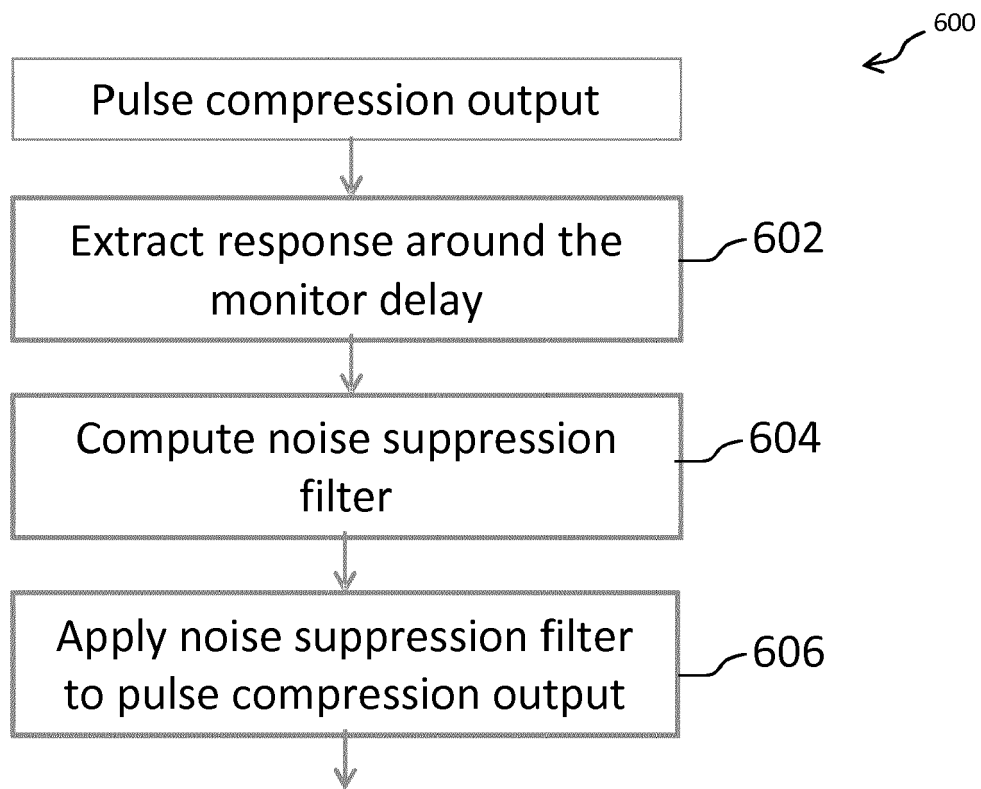 600
Pulse compression output
Extract response around the
monitor delay
602
Compute noise suppression
filter
604
Apply noise suppression filter
to pulse compression output
606